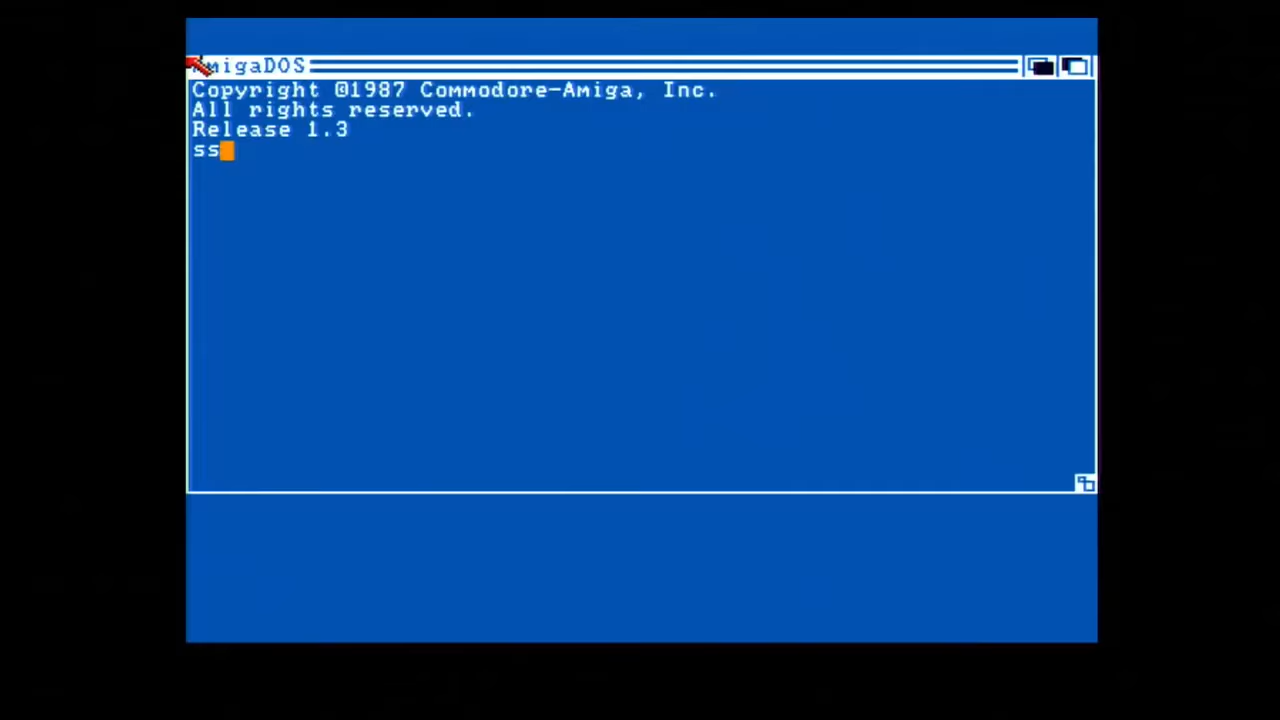 AmigaDOS
Copyright ©1987 Commodore-Amiga, Inc.
All rights reserved.
Release 1.3
ss